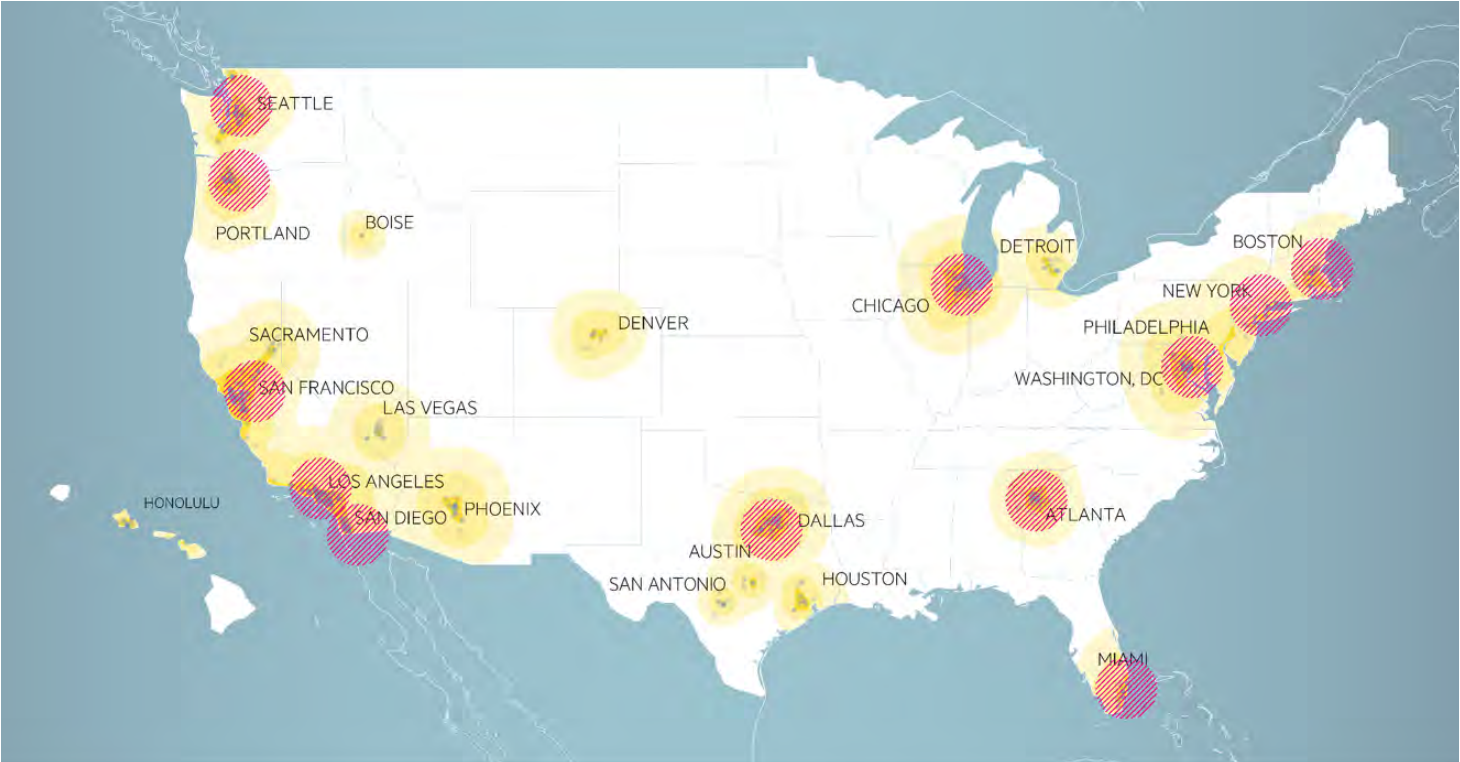 SEATTLE
PORTLAND
BOISE
SACRAMENTO
SAN FRANCISCO
LAS VEGAS
LOS ANGELES
SAN DIEGO
PHOENIX
HONOLULU
DENVER
DALLAS
AUSTIN
SAN ANTONIO
HOUSTON
CHICAGO
DETROIT
BOSTON
NEW YORK
PHILADELPHIA
WASHINGTON, DC
ATLANTA
MIAMI